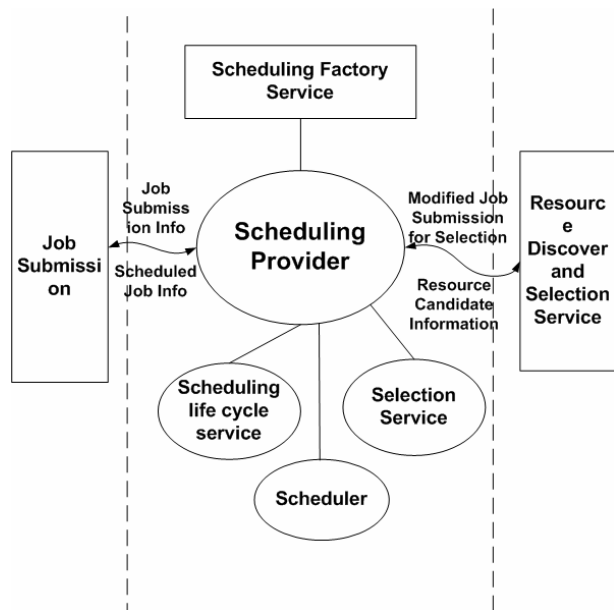 Scheduling Factory
Service
Job
Submissi
on
Job
Submiss
ion Info
Scheduled
Job Info
Scheduling
Provider
Modified Job
Submission
for Selection
Resource
Candidate
Information
Resourc
e
Discover
and
Selection
Service
Scheduling
life cycle
service
Selection
Service
Scheduler